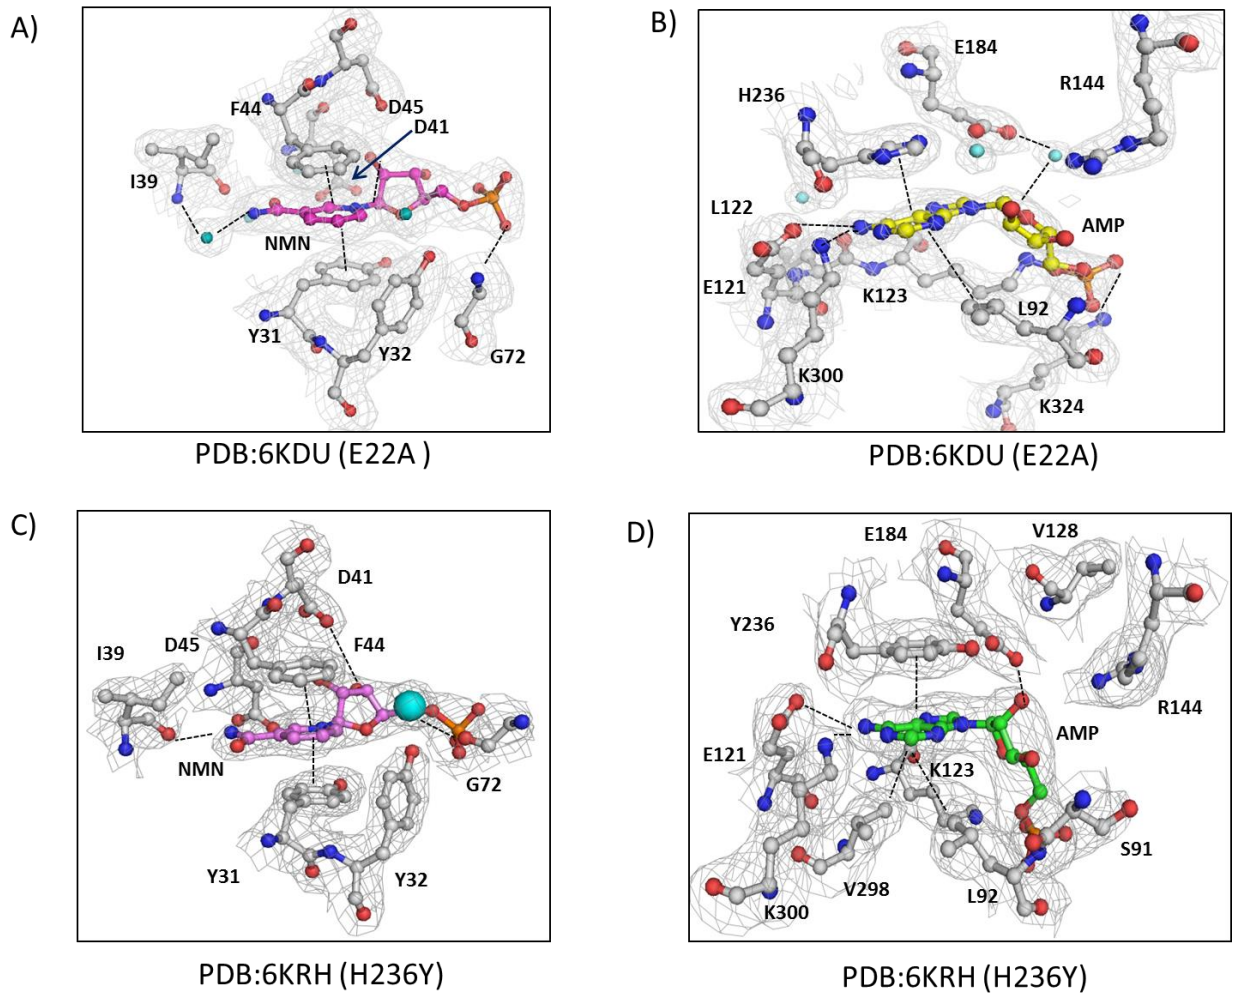 A)
F44
D45
D41
I39
NMN
Y31
Y32
G72
PDB:6KDU (E22A )
B)
E184
R144
H236
L122
AMP
E121
K123
L92
K300
K324
PDB:6KDU (E22A)
C)
D41
D45
F44
I39
NMN
G72
Y31
Y32
PDB:6KRH (H236Y)
D)
E184
V128
Y236
R144
AMP
E121
K123
S91
V298
L92
K300
PDB:6KRH (H236Y)